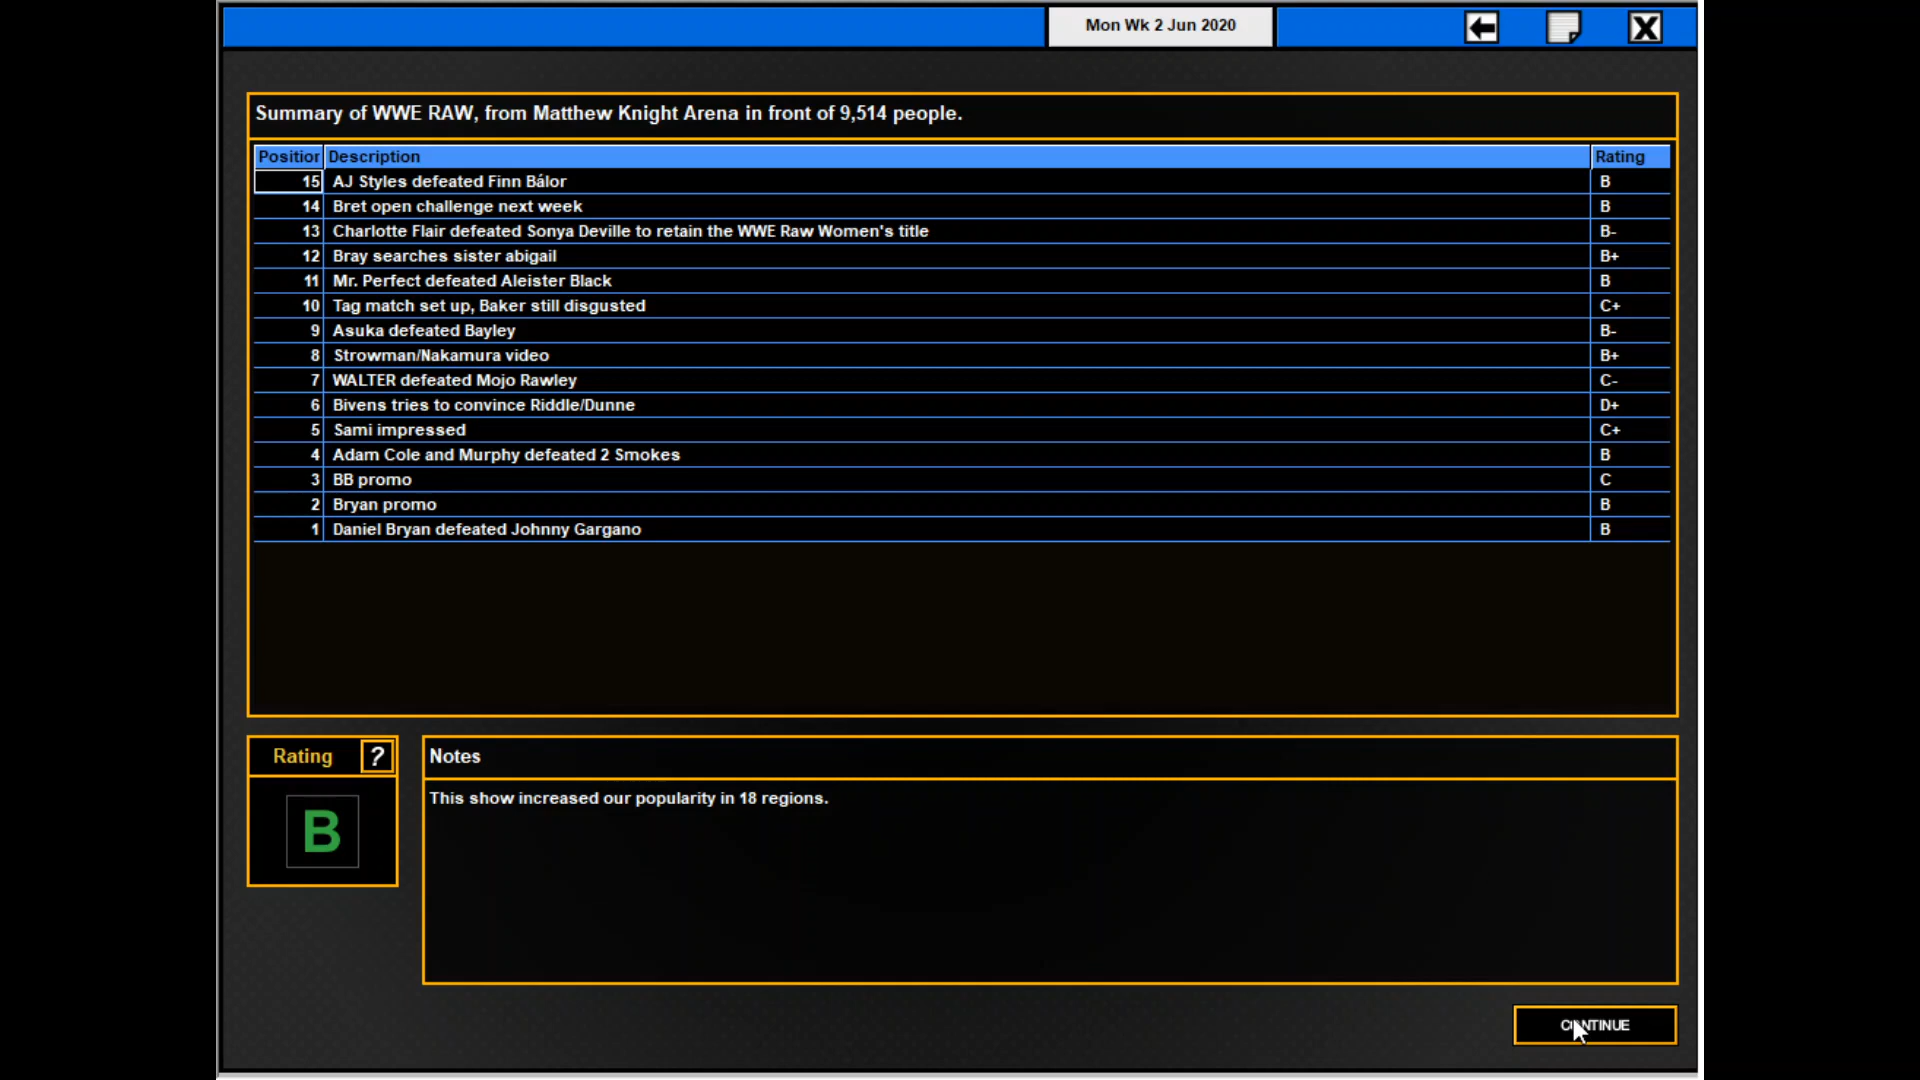 Mon Wk 2 Jun 2020
Summary of WWE RAW, from Matthew Knight Arena in front of 9,514 people.
Position Description Rating
15 AJ Styles defeated Finn Bálor B
14 Bret open challenge next week B
13 Charlotte Flair defeated Sonya Deville to retain the WWE Raw Women's title B-
12 Bray searches sister abigail B+
11 Mr. Perfect defeated Aleister Black B
10 Tag match set up, Baker still disgusted C+
9 Asuka defeated Bayley B-
8 Strowman/Nakamura video B+
7 WALTER defeated Mojo Rawley C-
6 Bivens tries to convince Riddle/Dunne D+
5 Sami impressed C+
4 Adam Cole and Murphy defeated 2 Smokes B
3 BB promo C
2 Bryan promo B
1 Daniel Bryan defeated Johnny Gargano B
Rating ?
B
Notes
This show increased our popularity in 18 regions.
CONTINUE